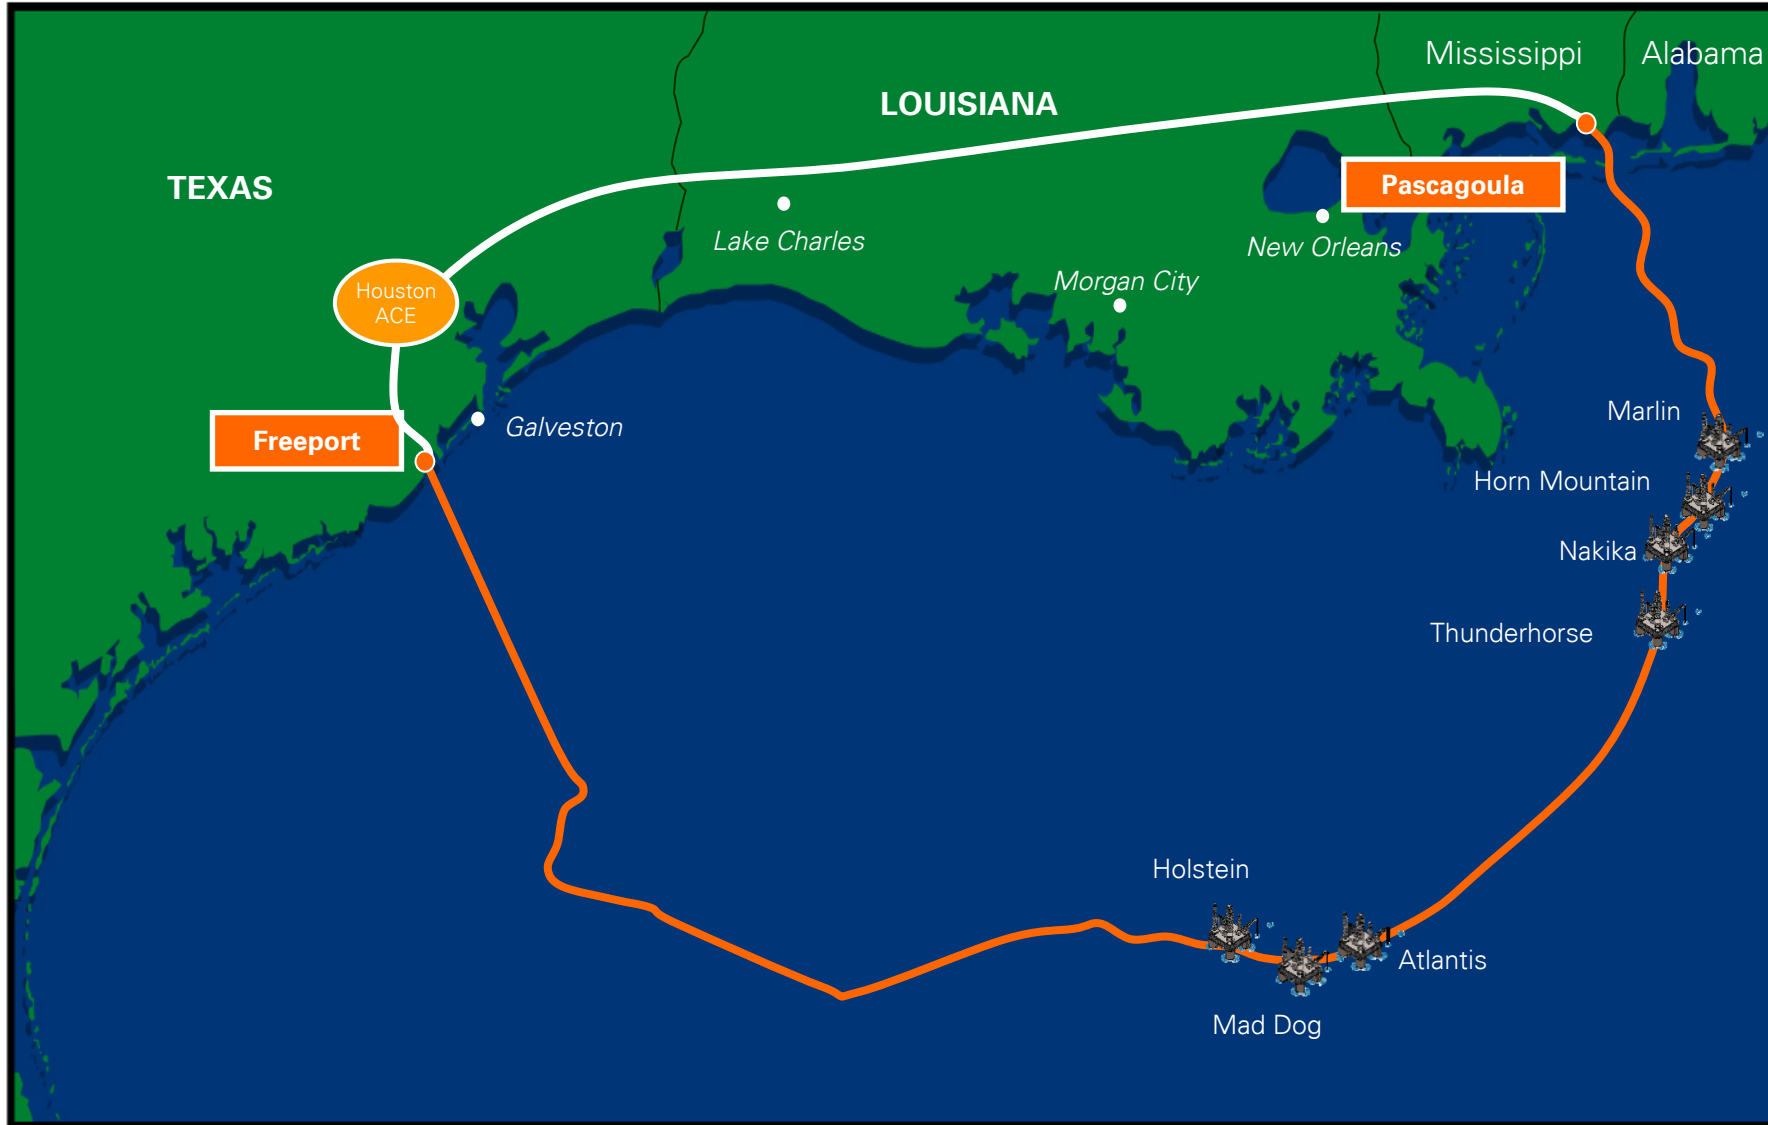 Mississippi
Alabama
LOUISIANA
TEXAS
Pascagoula
Lake Charles
New Orleans
Morgan City
Houston
ACE
Freeport
Galveston
Marlin
Horn Mountain
Nakika
Thunderhorse
Holstein
Atlantis
Mad Dog